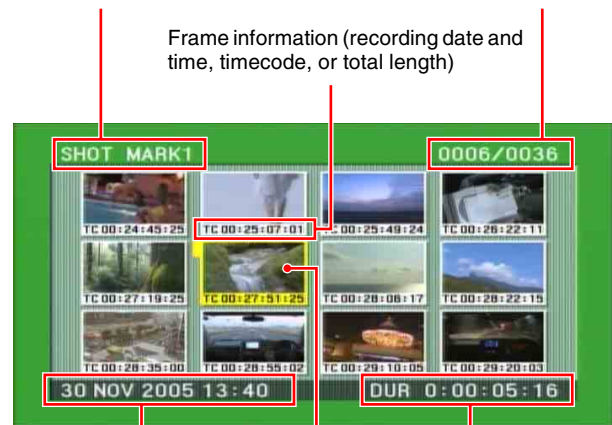 Frame information (recording date and
time, timecode, or total length)
SHOT MARK1 0006/0036
TC 00:24:45:25 TC 00:25:07:01 TC 00:25:49:24 TC 00:26:22:11
TC 00:27:19:25 TC 00:27:51:25 TC 00:28:06:17 TC 00:28:22:15
TC 00:28:35:00 TC 00:28:55:02 TC 00:29:10:05 TC 00:29:20:03
30 NOV 2005 13:40 DUR 0:00:05:16